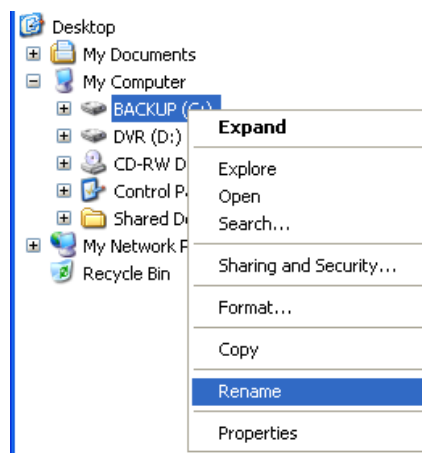 Desktop
My Documents
My Computer
BACKUP (C:)
DVR (D:)
CD-RW D
Control P
Shared D
My Network P
Recycle Bin
Expand
Explore
Open
Search...
Sharing and Security...
Format...
Copy
Rename
Properties